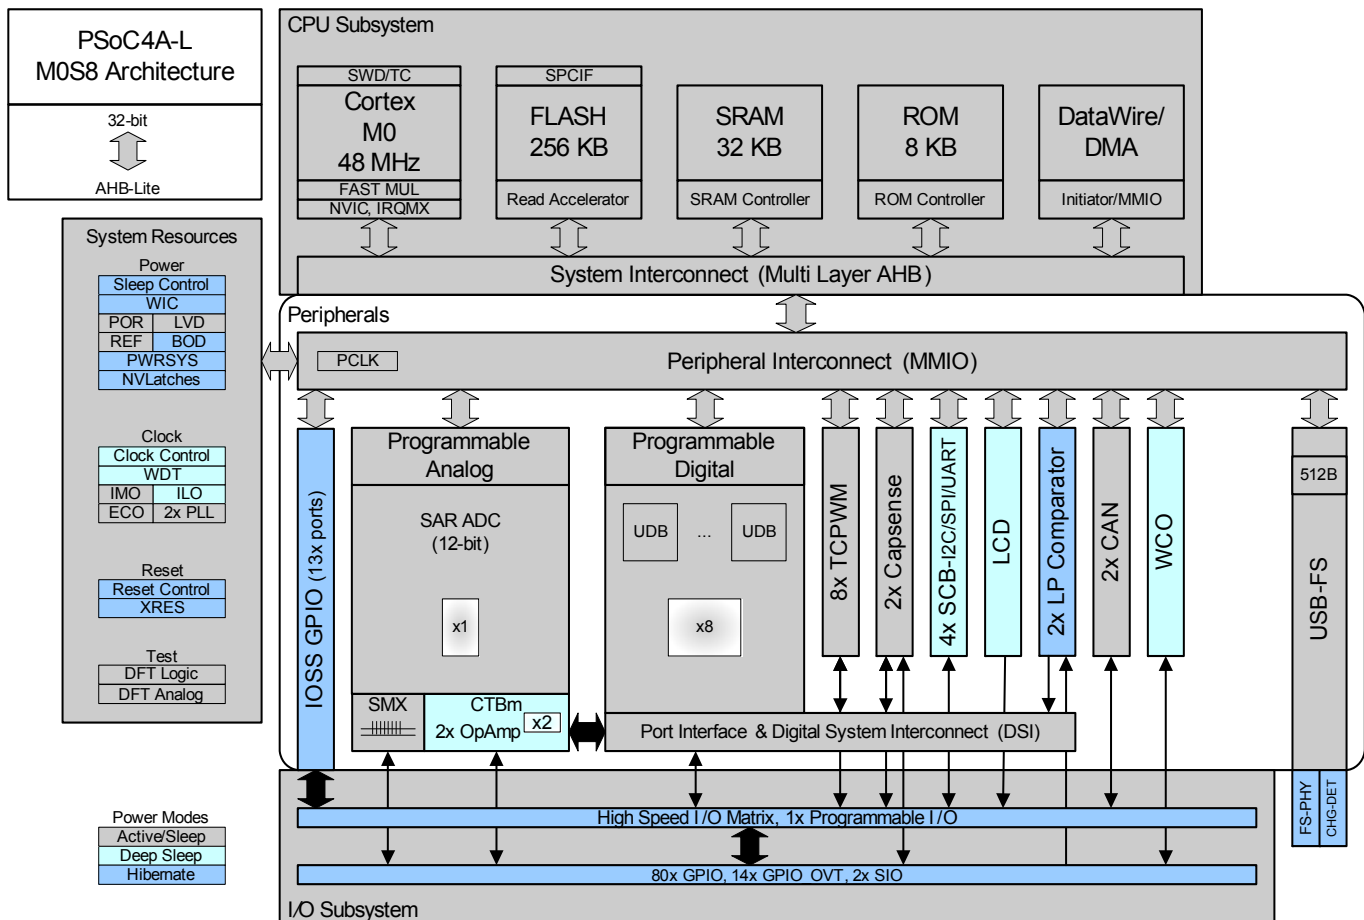 PSoC4A-L
M0S8 Architecture
32-bit
AHB-Lite
CPU Subsystem
SWD/TC
Cortex
M0
48 MHz
FAST MUL
NVIC, IRQMX
SPCIF
FLASH
256 KB
Read Accelerator
SRAM
32 KB
SRAM Controller
ROM
8 KB
ROM Controller
DataWire/
DMA
Initiator/MMIO
System Interconnect (Multi Layer AHB)
System Resources
Power
Sleep Control
WIC
POR LVD
REF BOD
PWRSYS
NVLatches
Clock
Clock Control
WDT
IMO ILO
ECO 2x PLL
Reset
Reset Control
XRES
Test
DFT Logic
DFT Analog
Peripherals
PCLK
Peripheral Interconnect (MMIO)
IOSS GPIO (13x ports)
Programmable
Analog
SAR ADC
(12-bit)
x1
SMX
CTBm
2x OpAmp x2
Programmable
Digital
UDB ... UDB
x8
8x TCPWM
2x Capsense
4x SCB-I2C/SPI/UART
LCD
2x LP Comparator
2x CAN
WCO
512B
USB-FS
FS-PHY
CHG-DET
Port Interface & Digital System Interconnect (DSI)
High Speed I/O Matrix, 1x Programmable I/O
80x GPIO, 14x GPIO_OVT, 2x SIO
I/O Subsystem
Power Modes
Active/Sleep
Deep Sleep
Hibernate